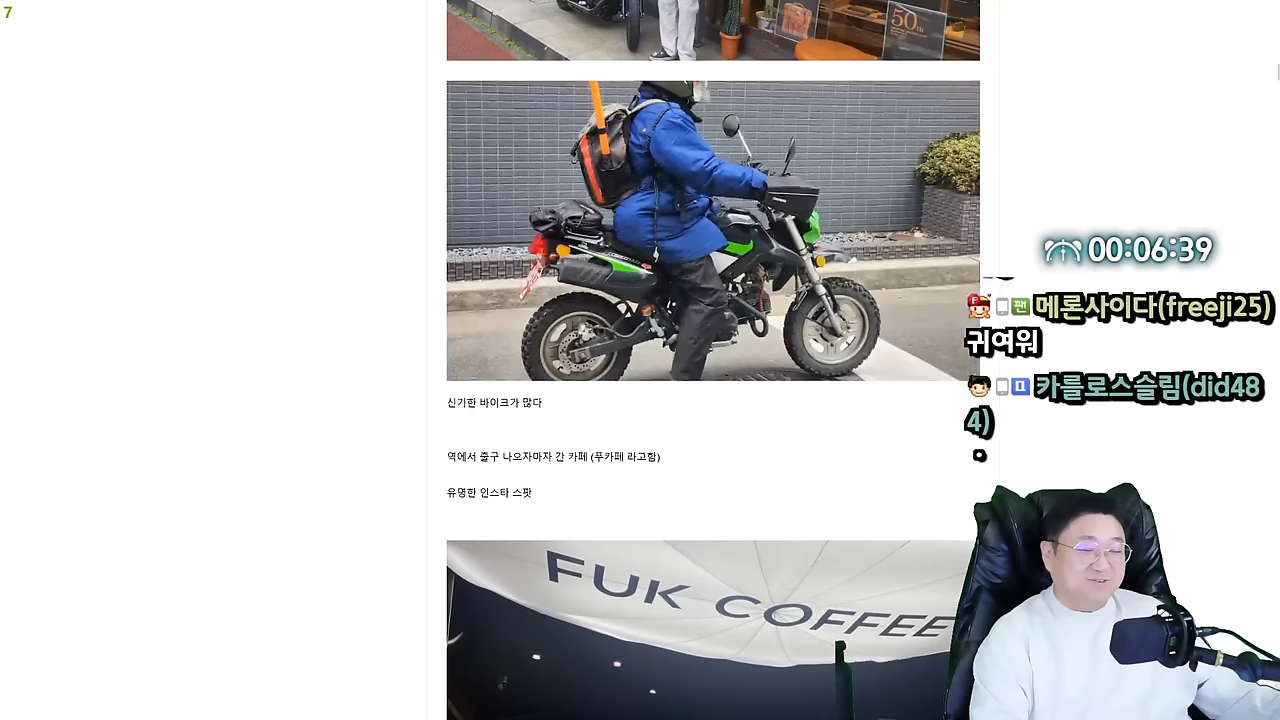 7
50th
신기한 바이크가 많다
역에서 출구 나오자마자 간 카페 (푸카페 라고함)
유명한 인스타 스팟
FUK COFFEE
00:06:39
F 팬 메론사이다(freeji25)
귀여워
카를로스슬림(did48
4)
ㅇ